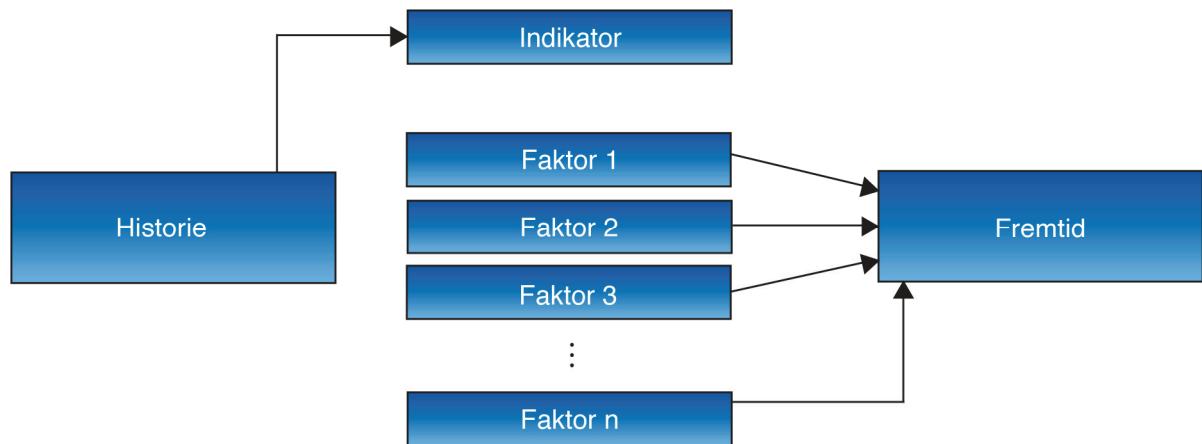 Indikator
Historie
Faktor 1
Faktor 2
Faktor 3
⋮
Faktor n
Fremtid